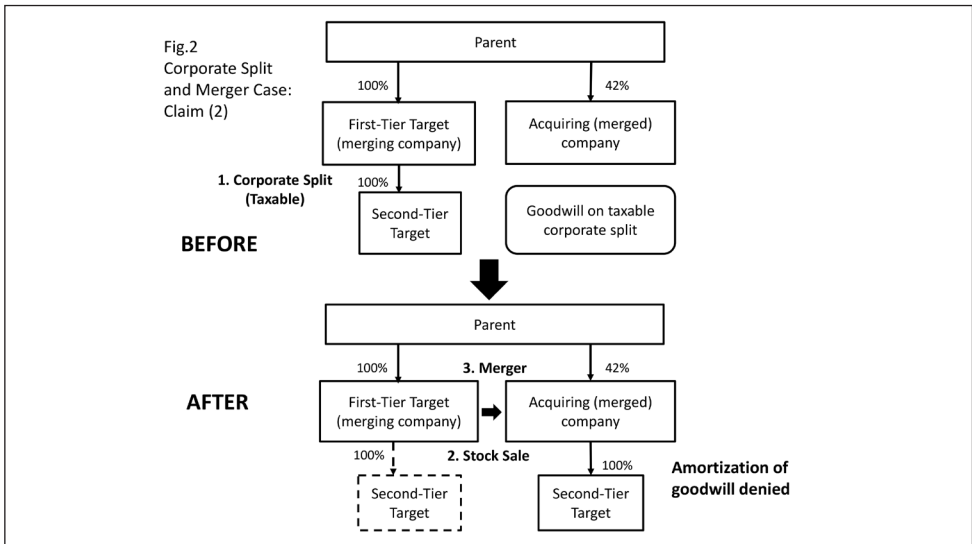 Fig.2
Corporate Split
and Merger Case:
Claim (2)
Parent
100%
42%
First-Tier Target
(merging company)
Acquiring (merged)
company
1. Corporate Split
(Taxable)
100%
Second-Tier
Target
Goodwill on taxable
corporate split
BEFORE
Parent
100%
3. Merger
42%
AFTER
First-Tier Target
(merging company)
Acquiring (merged)
company
100%
2. Stock Sale
100%
Second-Tier
Target
Second-Tier
Target
Amortization of
goodwill denied